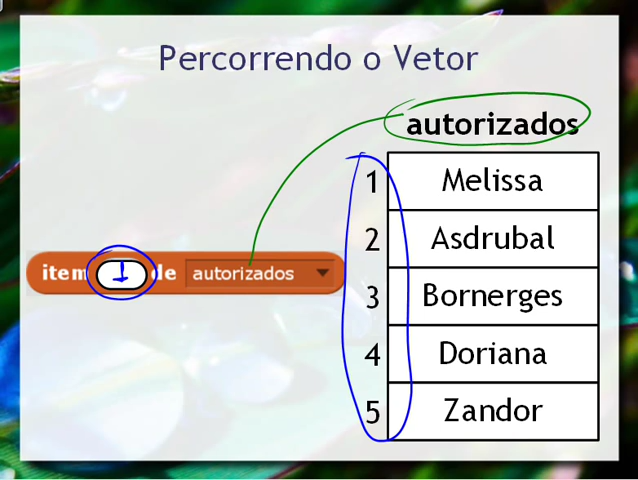 Percorrendo o Vetor
autorizados
1 Melissa
2 Asdrubal
item 1 de autorizados
3 Bornerges
4 Doriana
5 Zandor